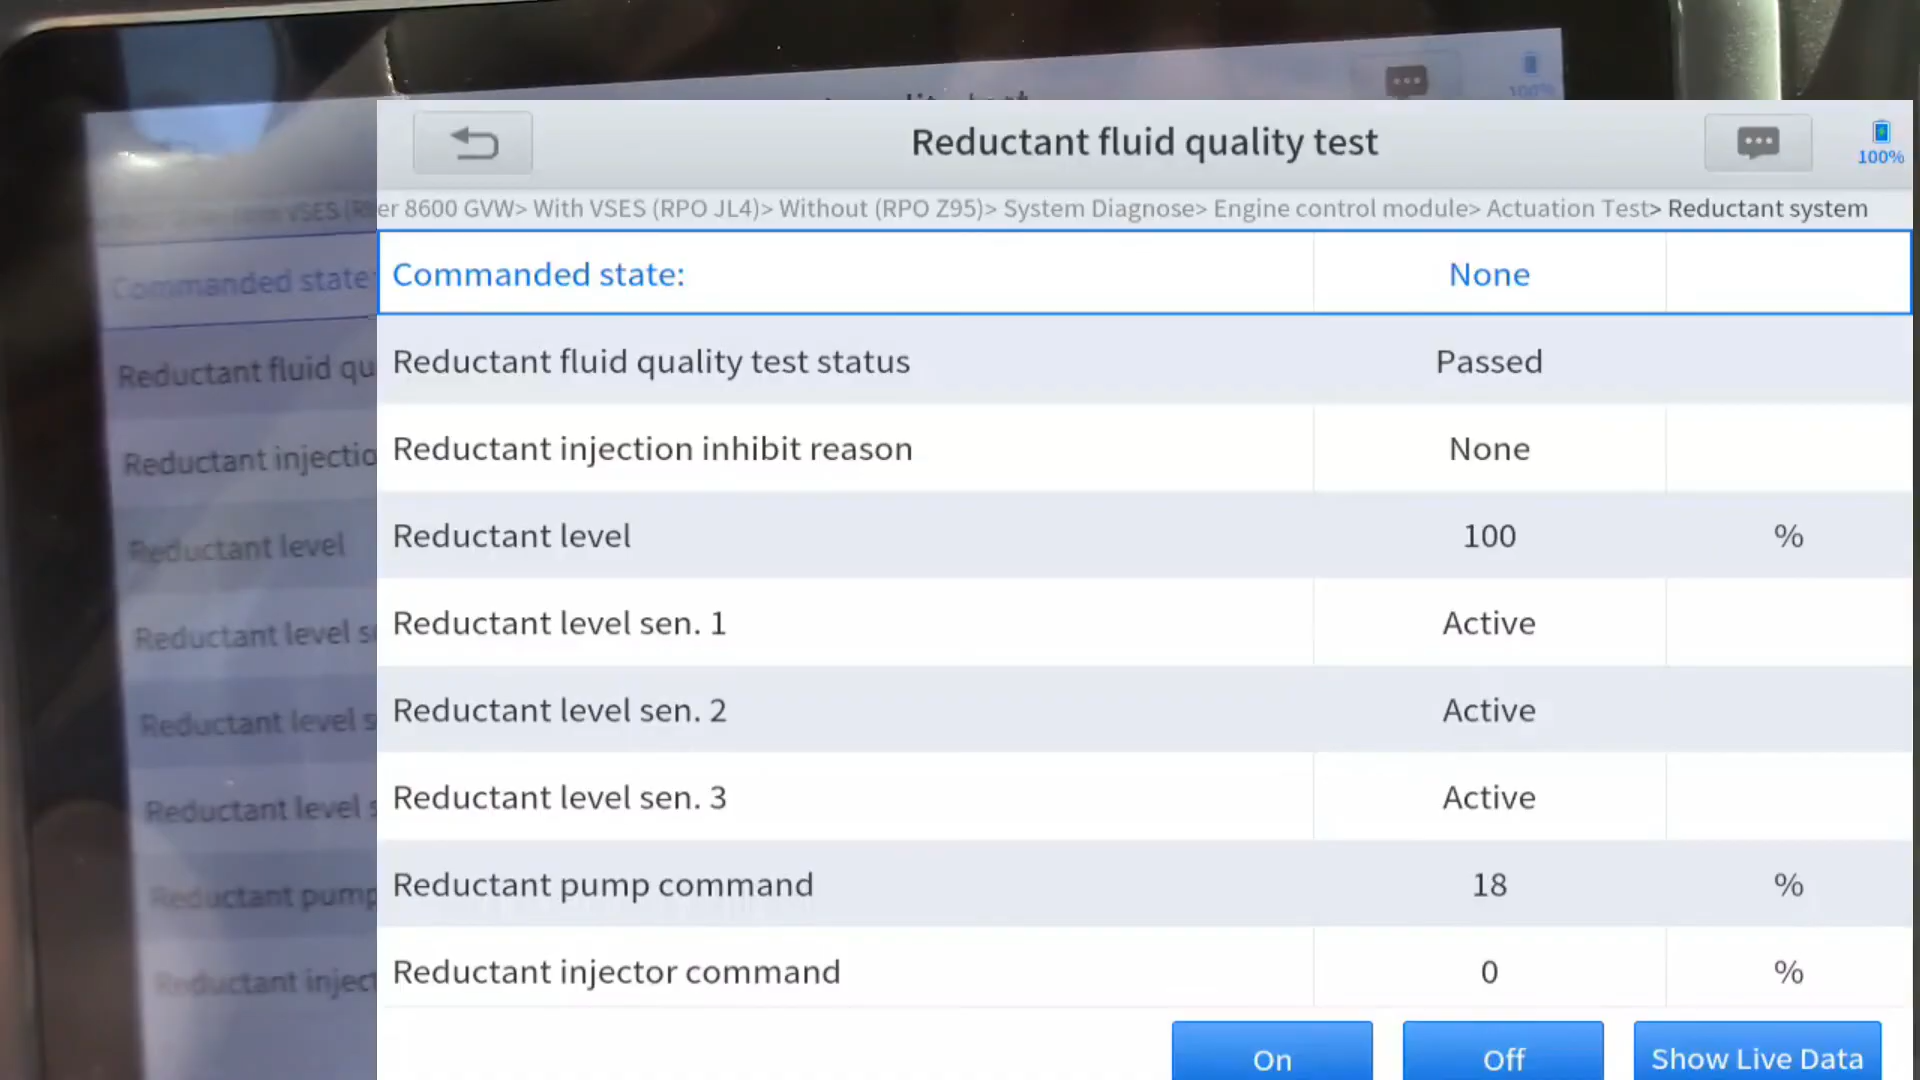 Reductant fluid quality test
100%
er 8600 GVW> With VSES (RPO JL4)> Without (RPO Z95)> System Diagnose> Engine control module> Actuation Test> Reductant system
Commanded state: None
Reductant fluid quality test status Passed
Reductant injection inhibit reason None
Reductant level 100 %
Reductant level sen. 1 Active
Reductant level sen. 2 Active
Reductant level sen. 3 Active
Reductant pump command 18 %
Reductant injector command 0 %
On Off Show Live Data
100%
VSES
Commanded state:
Reductant fluid qu
Reductant injectio
Reductant level
Reductant level s
Reductant level s
Reductant level s
Reductant pump
Reductant inject